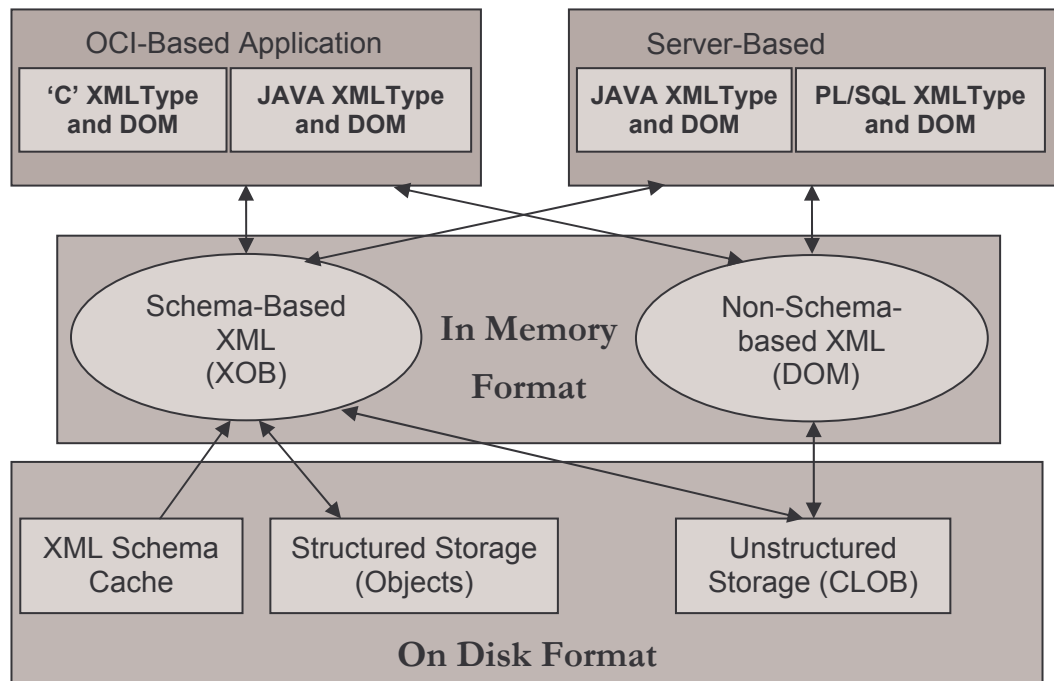 OCI-Based Application
‘C’ XMLType
and DOM
JAVA XMLType
and DOM
Server-Based
JAVA XMLType
and DOM
PL/SQL XMLType
and DOM
Schema-Based
XML
(XOB)
In Memory
Format
Non-Schema-
based XML
(DOM)
XML Schema
Cache
Structured Storage
(Objects)
Unstructured
Storage (CLOB)
On Disk Format